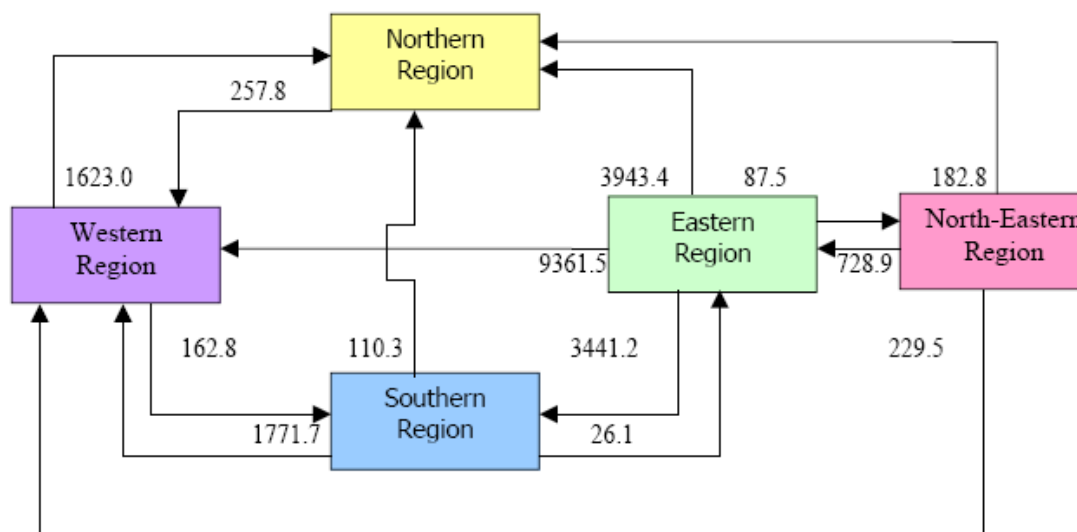 Northern
Region
257.8
1623.0
3943.4
87.5
182.8
Western
Region
Eastern
Region
North-Eastern
Region
9361.5
728.9
162.8
110.3
3441.2
229.5
Southern
Region
1771.7
26.1